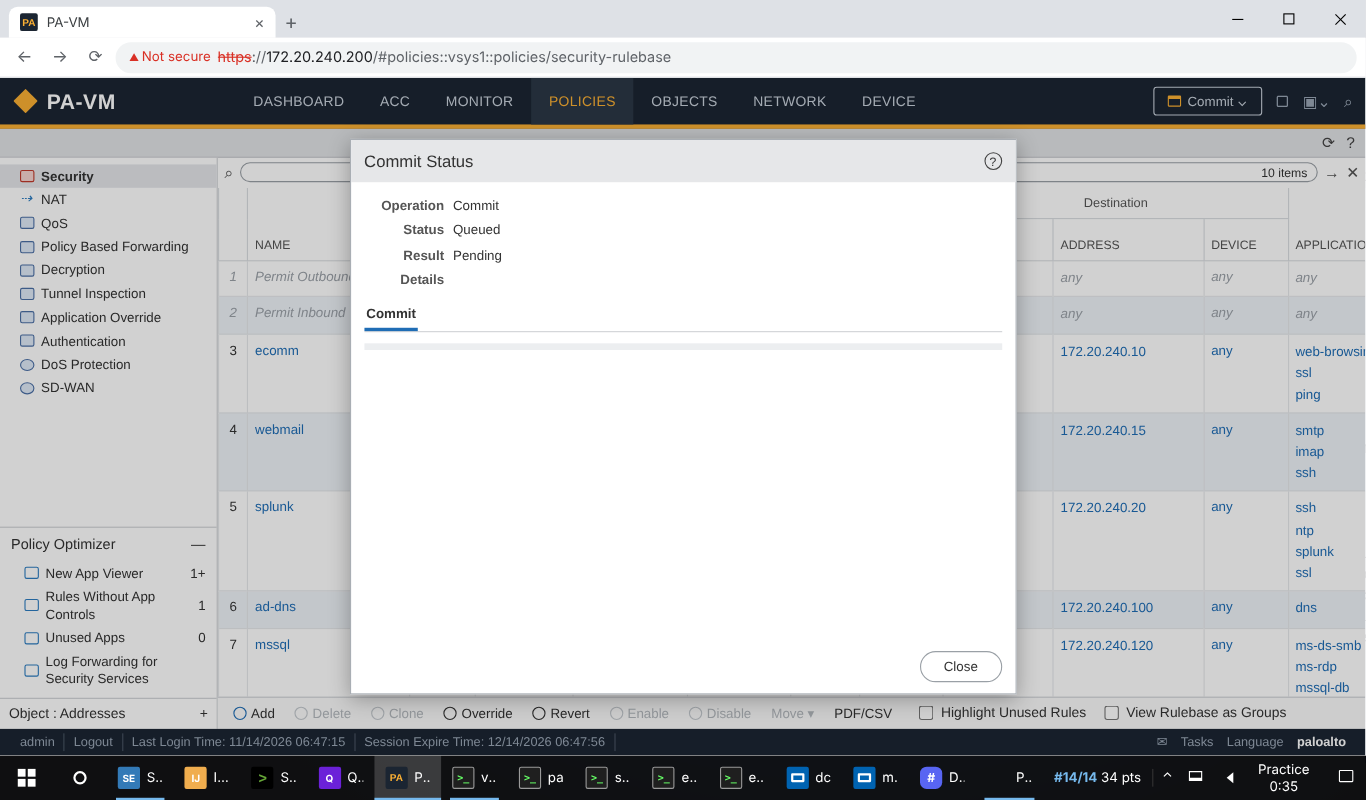 PA PA-VM × +
Not secure https://172.20.240.200/#policies::vsys1::policies/security-rulebase
PA-VM DASHBOARD ACC MONITOR POLICIES OBJECTS NETWORK DEVICE Commit
?
Security
NAT
QoS
Policy Based Forwarding
Decryption
Tunnel Inspection
Application Override
Authentication
DoS Protection
SD-WAN
Policy Optimizer —
New App Viewer 1+
Rules Without App
Controls 1
Unused Apps 0
Log Forwarding for
Security Services
Object : Addresses +
10 items → ✕
Destination
NAME ADDRESS DEVICE APPLICATIO
1 Permit Outboun any any any
2 Permit Inbound any any any
3 ecomm 172.20.240.10 any web-browsin
ssl
ping
4 webmail 172.20.240.15 any smtp
imap
ssh
5 splunk 172.20.240.20 any ssh
ntp
splunk
ssl
6 ad-dns 172.20.240.100 any dns
7 mssql 172.20.240.120 any ms-ds-smb
ms-rdp
mssql-db
Commit Status ?
Operation Commit
Status Queued
Result Pending
Details
Commit
Close
Add Delete Clone Override Revert Enable Disable Move ▾ PDF/CSV Highlight Unused Rules View Rulebase as Groups
admin Logout Last Login Time: 11/14/2026 06:47:15 Session Expire Time: 12/14/2026 06:47:56 Tasks Language paloalto
SE S.. IJ I... > S.. Q Q.. PA P.. >_ v.. >_ pa >_ s.. >_ e.. >_ e.. dc m. # D.. P.. #14/14 34 pts ^ Practice
0:35